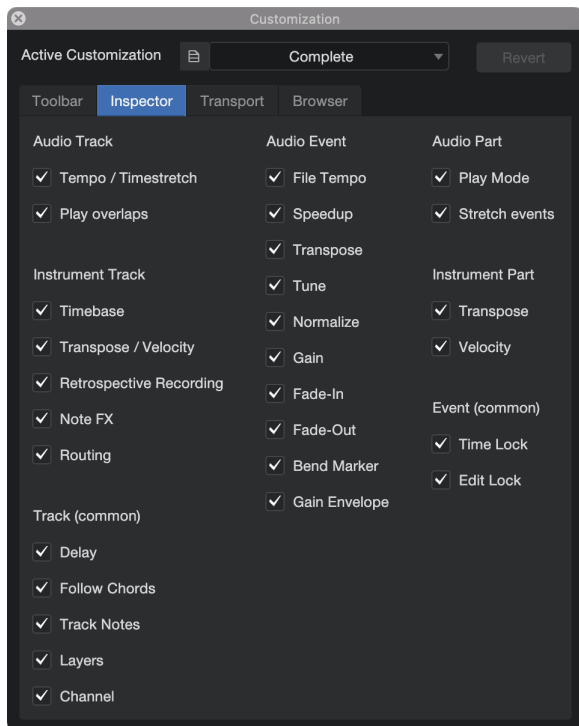 Customization
Active Customization
Complete
Revert
Toolbar
Inspector
Transport
Browser
Audio Track
Tempo / Timestretch
Play overlaps
Instrument Track
Timebase
Transpose / Velocity
Retrospective Recording
Note FX
Routing
Track (common)
Delay
Follow Chords
Track Notes
Layers
Channel
Audio Event
File Tempo
Speedup
Transpose
Tune
Normalize
Gain
Fade-In
Fade-Out
Bend Marker
Gain Envelope
Audio Part
Play Mode
Stretch events
Instrument Part
Transpose
Velocity
Event (common)
Time Lock
Edit Lock